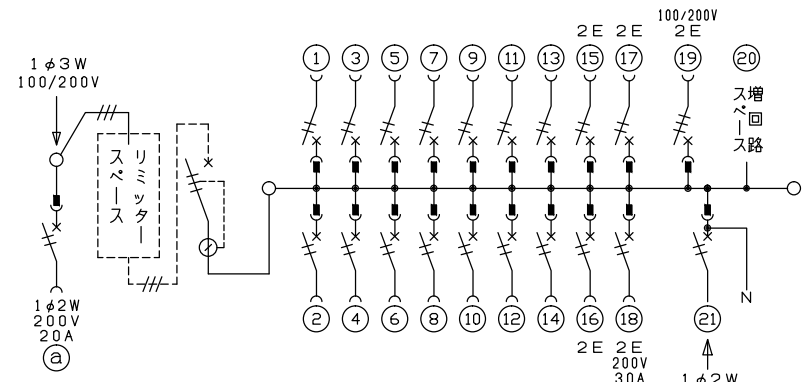 1φ3W
100/200V
リミッター
スペース
1φ2W
200V
20A
a
1 3 5 7 9 11 13 15 17 19 20
2E 2E
100/200V
2E
増回路
スペース
2 4 6 8 10 12 14 16 18 21
2E 2E
200V
30A
N
1φ2W